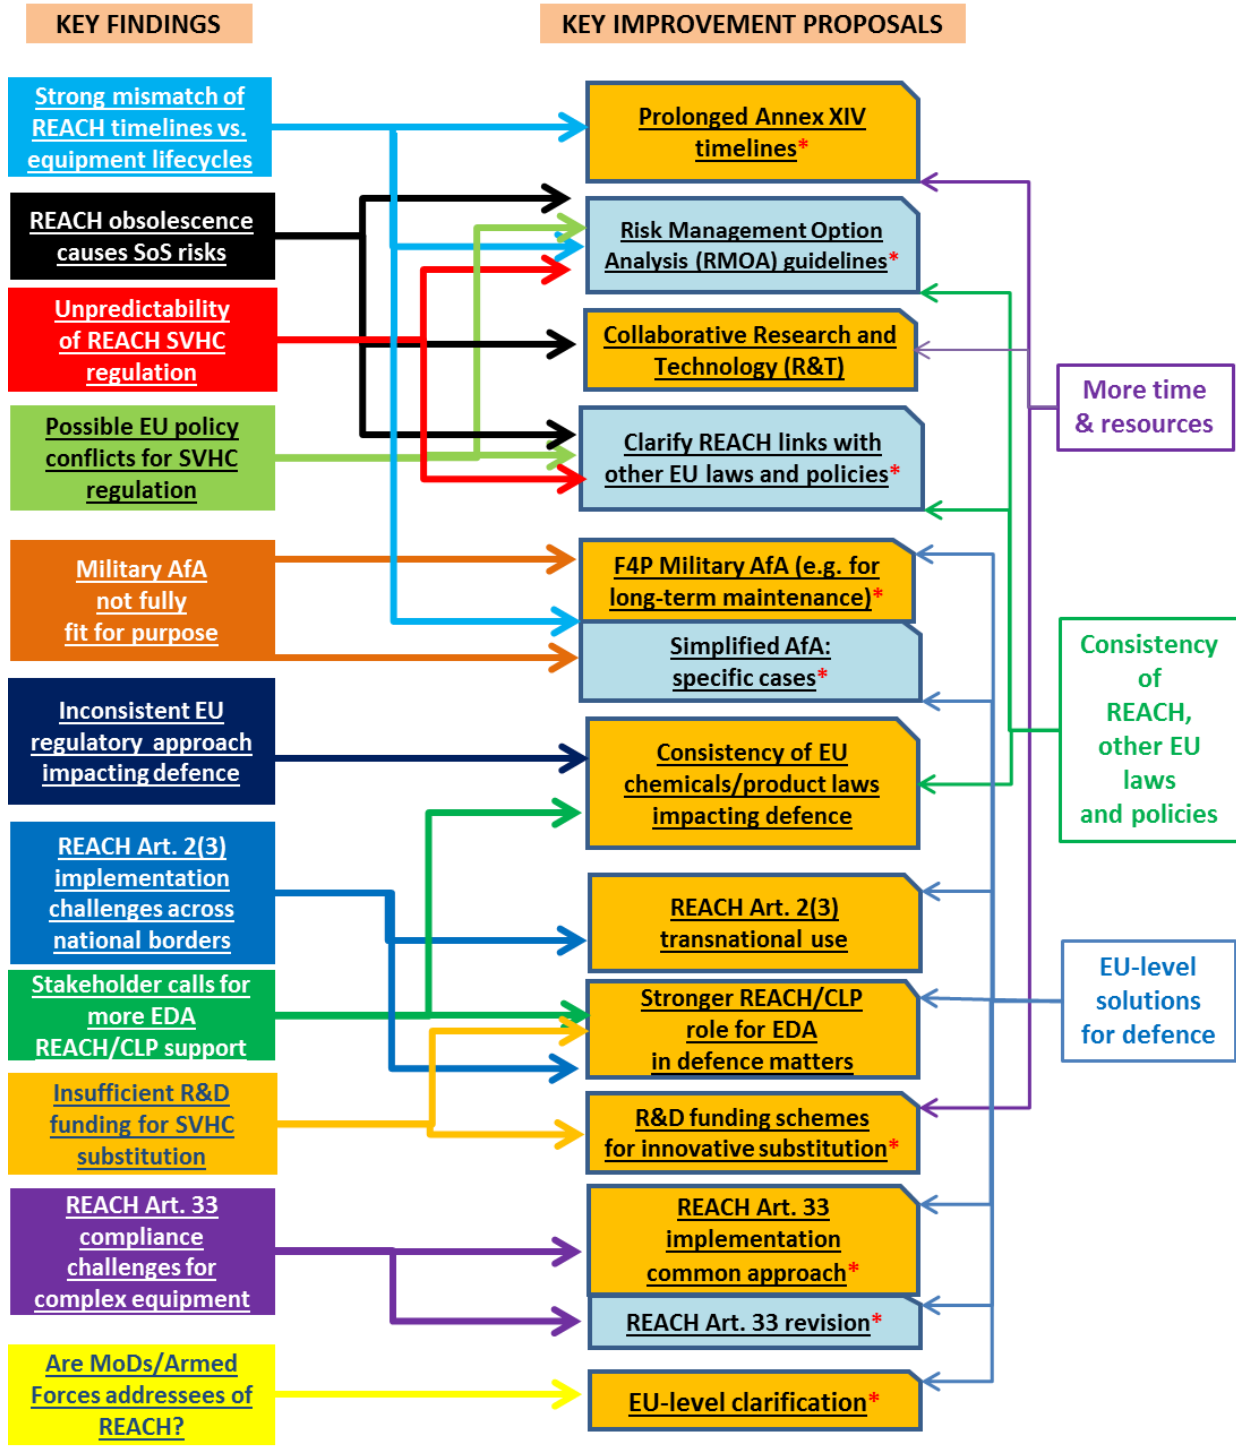 KEY FINDINGS
KEY IMPROVEMENT PROPOSALS
Strong mismatch of
REACH timelines vs.
equipment lifecycles
REACH obsolescence
causes SoS risks
Unpredictability
of REACH SVHC
regulation
Possible EU policy
conflicts for SVHC
regulation
Military AfA
not fully
fit for purpose
Inconsistent EU
regulatory approach
impacting defence
REACH Art. 2(3)
implementation
challenges across
national borders
Stakeholder calls for
more EDA
REACH/CLP support
Insufficient R&D
funding for SVHC
substitution
REACH Art. 33
compliance
challenges for
complex equipment
Are MoDs/Armed
Forces addressees of
REACH?
Prolonged Annex XIV
timelines*
Risk Management Option
Analysis (RMOA) guidelines*
Collaborative Research and
Technology (R&T)
Clarify REACH links with
other EU laws and policies*
F4P Military AfA (e.g. for
long-term maintenance)*
Simplified AfA:
specific cases*
Consistency of EU
chemicals/product laws
impacting defence
REACH Art. 2(3)
transnational use
Stronger REACH/CLP
role for EDA
in defence matters
R&D funding schemes
for innovative substitution*
REACH Art. 33
implementation
common approach*
REACH Art. 33 revision*
EU-level clarification*
More time
& resources
Consistency
of
REACH,
other EU
laws
and policies
EU-level
solutions
for defence